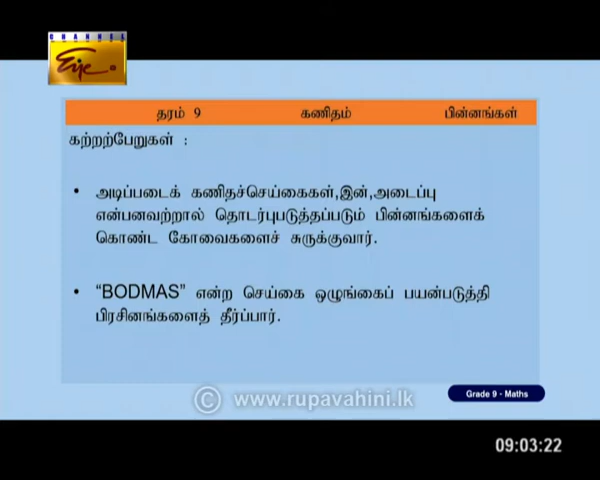 CHANNEL
Eye
தரம் 9 கணிதம் பின்னங்கள்
கற்றற்பேறுகள் :
• அடிப்படைக் கணிதச்செய்கைகள்,இன்,அடைப்பு
என்பனவற்றால் தொடர்புபடுத்தப்படும் பின்னங்களைக்
கொண்ட கோவைகளைச் சுருக்குவார்.
• “BODMAS” என்ற செய்கை ஒழுங்கைப் பயன்படுத்தி
பிரசினங்களைத் தீர்ப்பார்.
© www.rupavahini.lk
Grade 9 - Maths
09:03:22